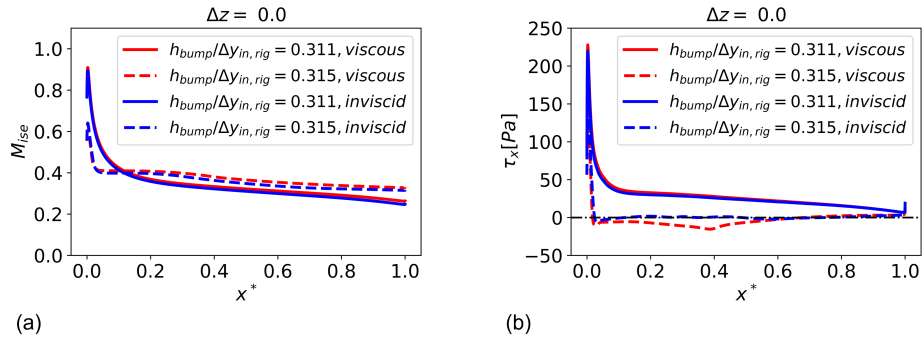 Δz = 0.0
h_bump/Δy_in,rig = 0.311, viscous
h_bump/Δy_in,rig = 0.315, viscous
h_bump/Δy_in,rig = 0.311, inviscid
h_bump/Δy_in,rig = 0.315, inviscid
M_ise
1.0
0.8
0.6
0.4
0.2
0.0
0.0 0.2 0.4 0.6 0.8 1.0
x*
(a)
Δz = 0.0
h_bump/Δy_in,rig = 0.311, viscous
h_bump/Δy_in,rig = 0.315, viscous
h_bump/Δy_in,rig = 0.311, inviscid
h_bump/Δy_in,rig = 0.315, inviscid
τ_x[Pa]
250
200
150
100
50
0
−50
0.0 0.2 0.4 0.6 0.8 1.0
x*
(b)